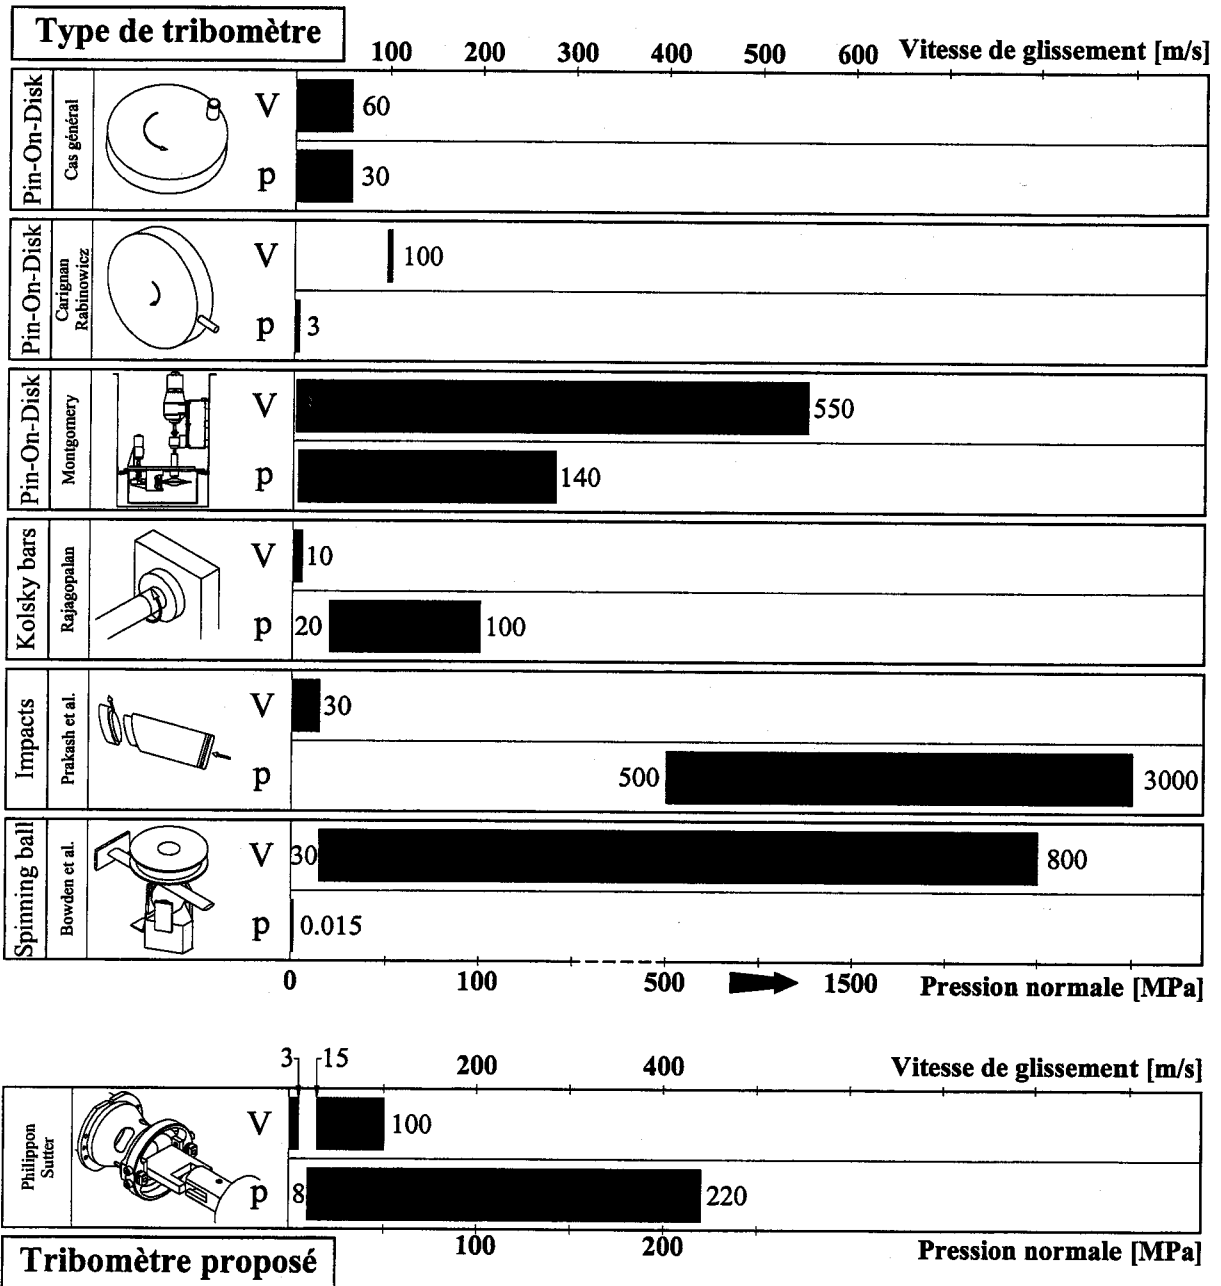 Type de tribomètre
100 200 300 400 500 600 Vitesse de glissement [m/s]
Pin-On-Disk
Cas général
V 60
p 30
Pin-On-Disk
Carignan
Rabinowicz
V 100
p 3
Pin-On-Disk
Montgomery
V 550
p 140
Kolsky bars
Rajagopalan
V 10
p 20 100
Impacts
Prakash et al.
V 30
p 500 3000
Spinning ball
Bowden et al.
V 30 800
p 0.015
0 100 500 1500 Pression normale [MPa]
3 15 200 400 Vitesse de glissement [m/s]
Philippon
Sutter
V 100
p 8 220
100 200 Pression normale [MPa]
Tribomètre proposé